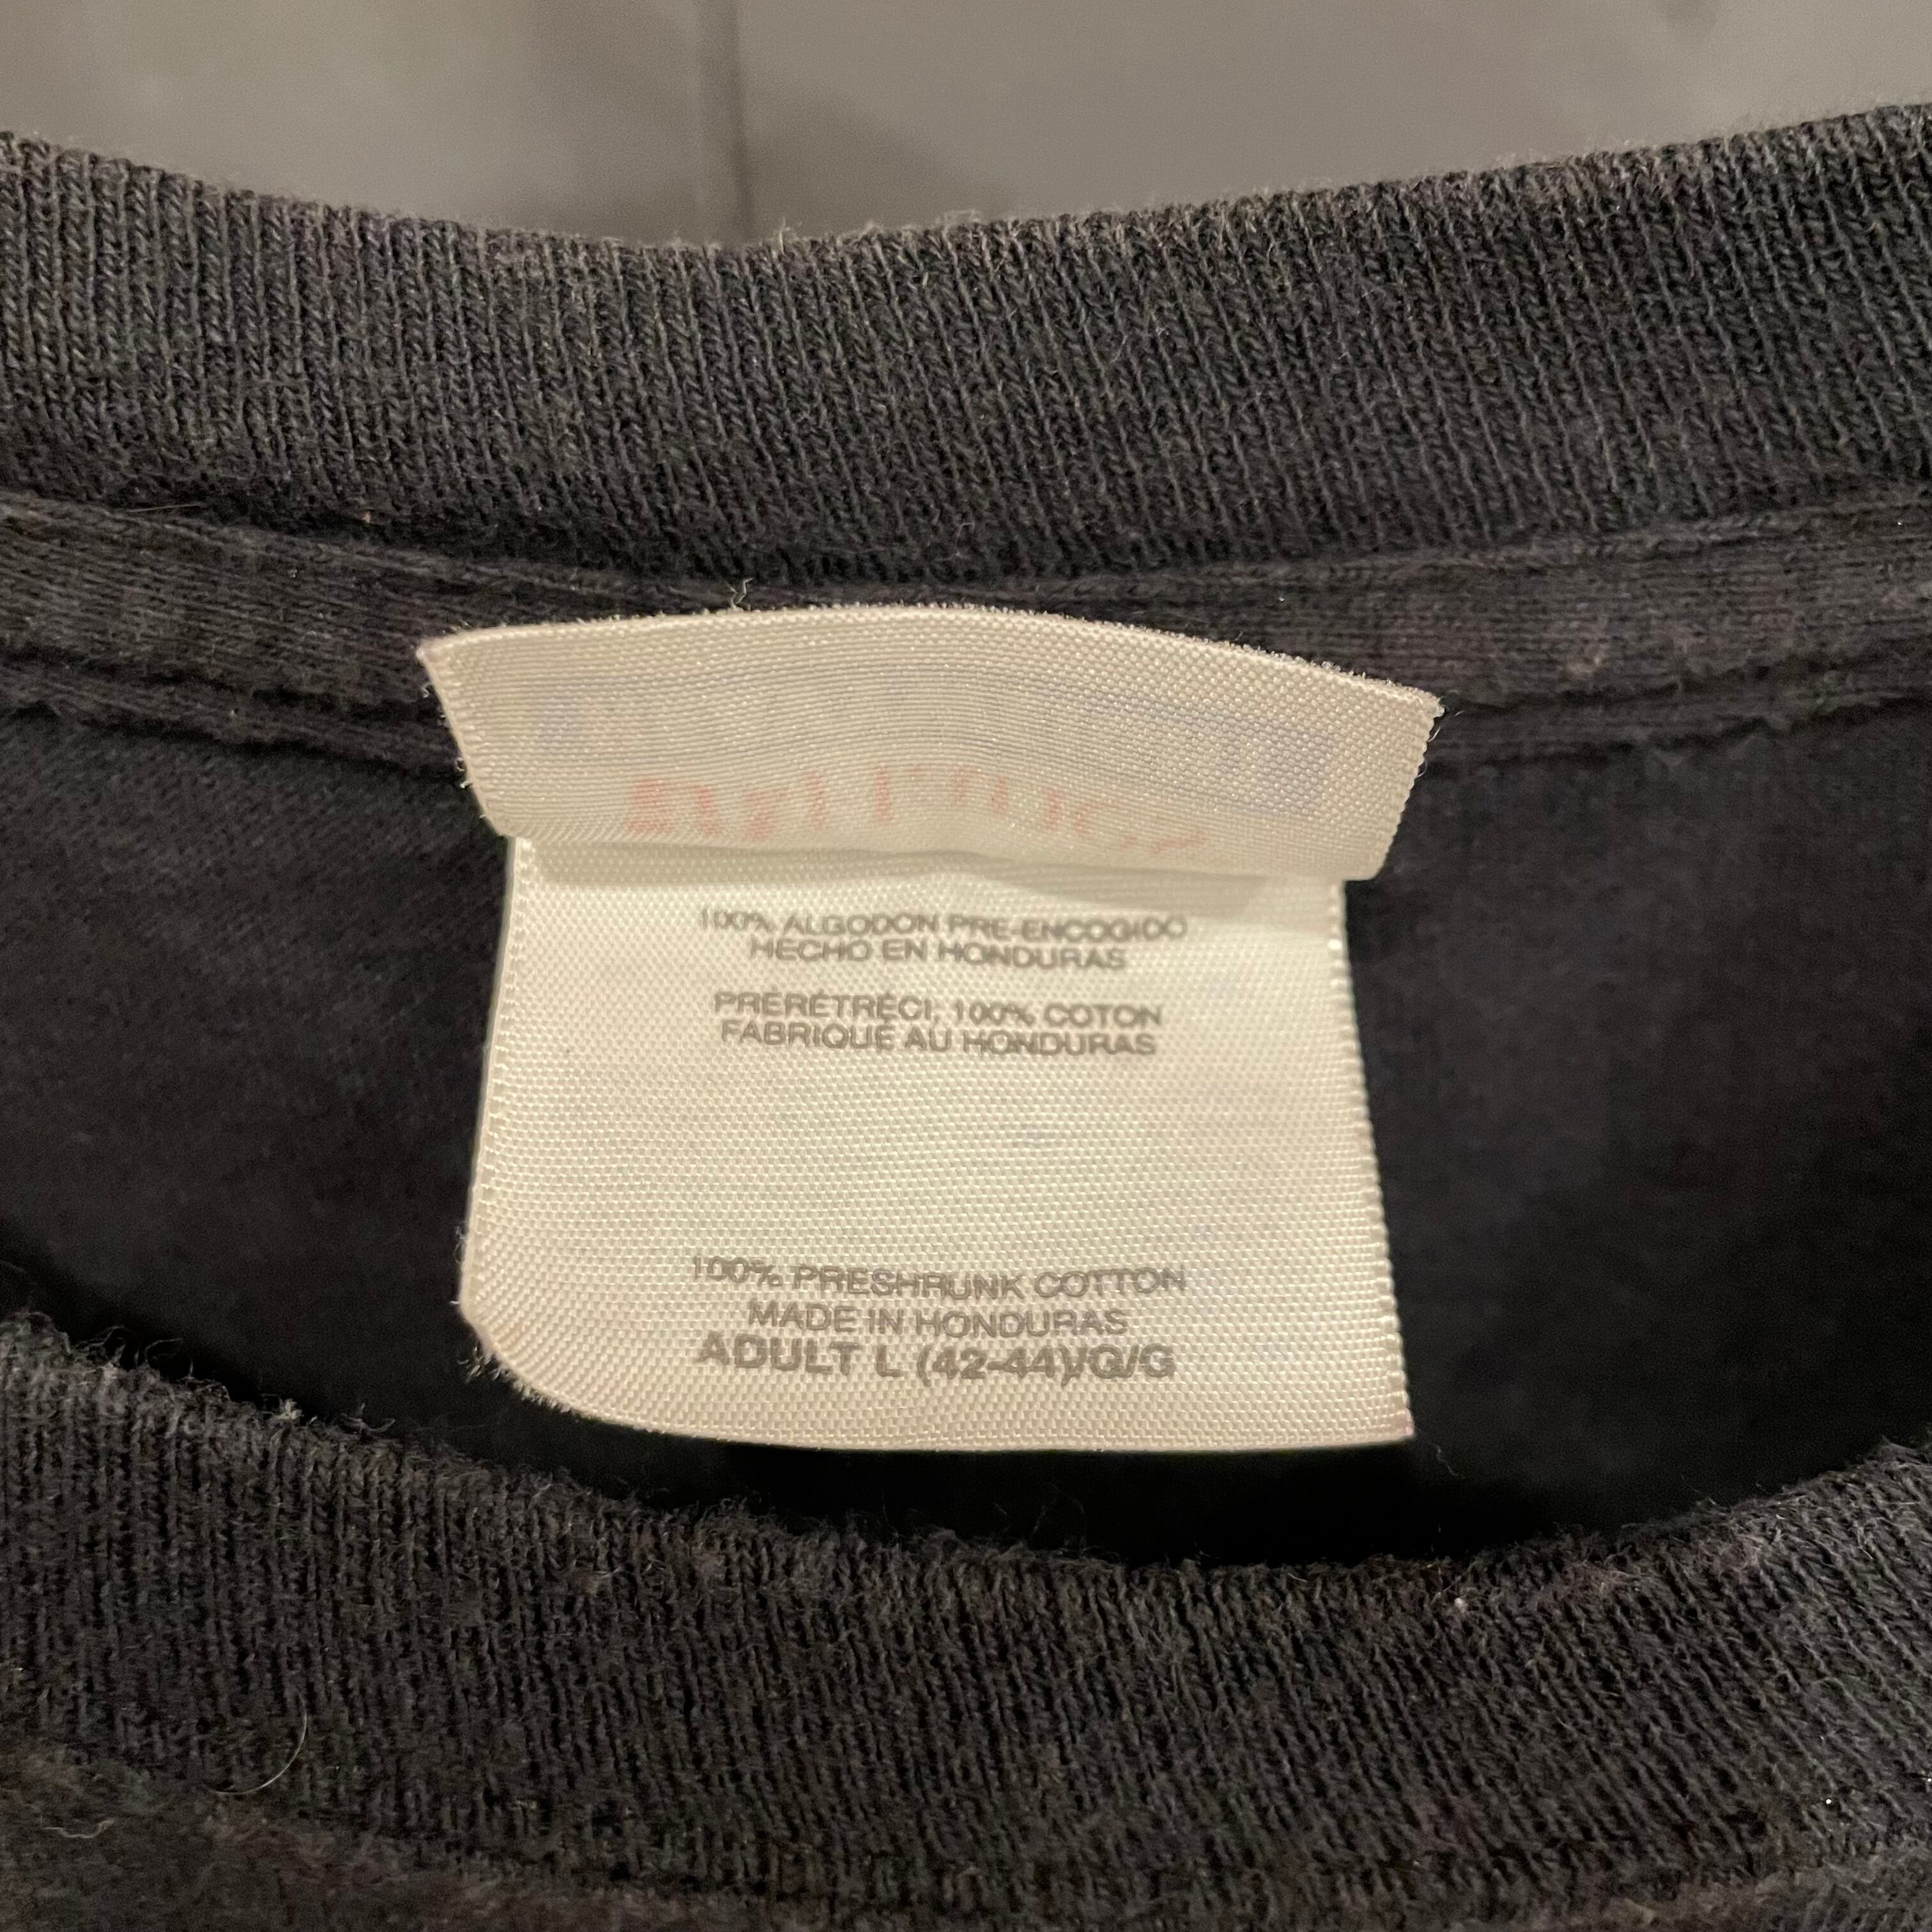 100% ALGODON PRE-ENCOGIDO
HECHO EN HONDURAS
PRÉRÉTRÉCI, 100% COTON
FABRIQUÉ AU HONDURAS
100% PRESHRUNK COTTON
MADE IN HONDURAS
ADULT L (42-44)/G/G